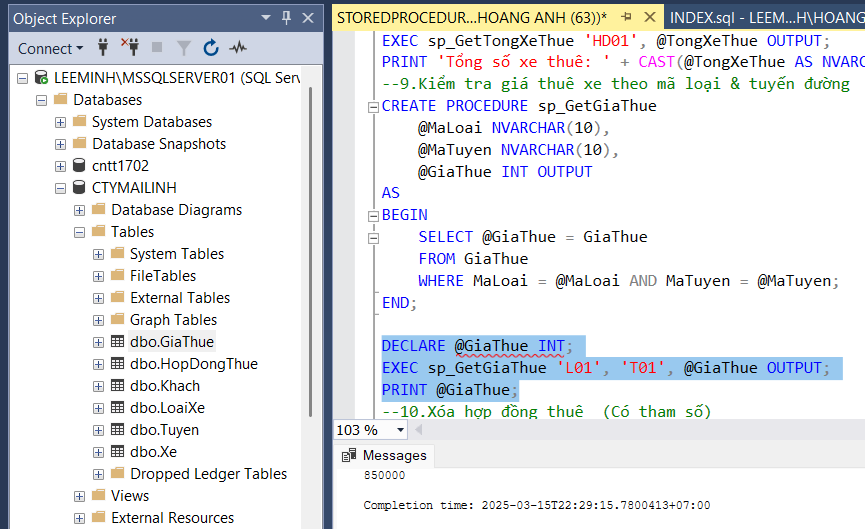 Object Explorer
Connect
LEEMINH\MSSQLSERVER01 (SQL Serv
Databases
System Databases
Database Snapshots
cntt1702
CTYMAILINH
Database Diagrams
Tables
System Tables
FileTables
External Tables
Graph Tables
dbo.GiaThue
dbo.HopDongThue
dbo.Khach
dbo.LoaiXe
dbo.Tuyen
dbo.Xe
Dropped Ledger Tables
Views
External Resources
STOREDPROCEDUR...HOANG ANH (63))*
INDEX.sql - LEEM...H\HOANG
EXEC sp_GetTongXeThue 'HD01', @TongXeThue OUTPUT;
PRINT 'Tổng số xe thuê: ' + CAST(@TongXeThue AS NVARC
--9.Kiểm tra giá thuê xe theo mã loại & tuyến đường
CREATE PROCEDURE sp_GetGiaThue
@MaLoai NVARCHAR(10),
@MaTuyen NVARCHAR(10),
@GiaThue INT OUTPUT
AS
BEGIN
SELECT @GiaThue = GiaThue
FROM GiaThue
WHERE MaLoai = @MaLoai AND MaTuyen = @MaTuyen;
END;
DECLARE @GiaThue INT;
EXEC sp_GetGiaThue 'L01', 'T01', @GiaThue OUTPUT;
PRINT @GiaThue;
--10.Xóa hợp đồng thuê (Có tham số)
103 %
Messages
850000
Completion time: 2025-03-15T22:29:15.7800413+07:00